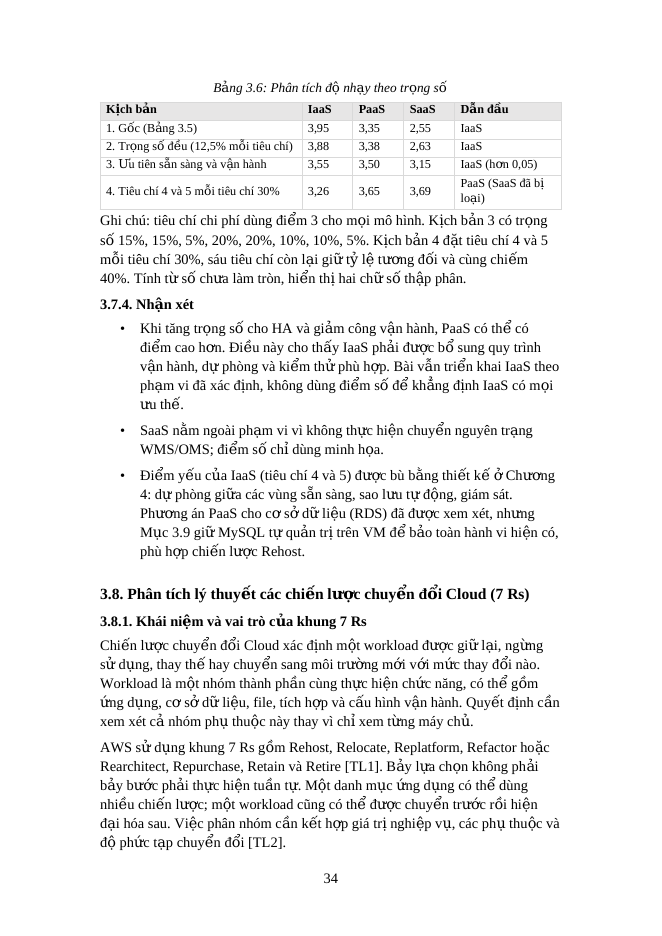 Bảng 3.6: Phân tích độ nhạy theo trọng số
Kịch bản IaaS PaaS SaaS Dẫn đầu
1. Gốc (Bảng 3.5) 3,95 3,35 2,55 IaaS
2. Trọng số đều (12,5% mỗi tiêu chí) 3,88 3,38 2,63 IaaS
3. Ưu tiên sẵn sàng và vận hành 3,55 3,50 3,15 IaaS (hơn 0,05)
4. Tiêu chí 4 và 5 mỗi tiêu chí 30% 3,26 3,65 3,69 PaaS (SaaS đã bị
loại)
Ghi chú: tiêu chí chi phí dùng điểm 3 cho mọi mô hình. Kịch bản 3 có trọng
số 15%, 15%, 5%, 20%, 20%, 10%, 10%, 5%. Kịch bản 4 đặt tiêu chí 4 và 5
mỗi tiêu chí 30%, sáu tiêu chí còn lại giữ tỷ lệ tương đối và cùng chiếm
40%. Tính từ số chưa làm tròn, hiển thị hai chữ số thập phân.
3.7.4. Nhận xét
• Khi tăng trọng số cho HA và giảm công vận hành, PaaS có thể có
điểm cao hơn. Điều này cho thấy IaaS phải được bổ sung quy trình
vận hành, dự phòng và kiểm thử phù hợp. Bài vẫn triển khai IaaS theo
phạm vi đã xác định, không dùng điểm số để khẳng định IaaS có mọi
ưu thế.
• SaaS nằm ngoài phạm vi vì không thực hiện chuyển nguyên trạng
WMS/OMS; điểm số chỉ dùng minh họa.
• Điểm yếu của IaaS (tiêu chí 4 và 5) được bù bằng thiết kế ở Chương
4: dự phòng giữa các vùng sẵn sàng, sao lưu tự động, giám sát.
Phương án PaaS cho cơ sở dữ liệu (RDS) đã được xem xét, nhưng
Mục 3.9 giữ MySQL tự quản trị trên VM để bảo toàn hành vi hiện có,
phù hợp chiến lược Rehost.
3.8. Phân tích lý thuyết các chiến lược chuyển đổi Cloud (7 Rs)
3.8.1. Khái niệm và vai trò của khung 7 Rs
Chiến lược chuyển đổi Cloud xác định một workload được giữ lại, ngừng
sử dụng, thay thế hay chuyển sang môi trường mới với mức thay đổi nào.
Workload là một nhóm thành phần cùng thực hiện chức năng, có thể gồm
ứng dụng, cơ sở dữ liệu, file, tích hợp và cấu hình vận hành. Quyết định cần
xem xét cả nhóm phụ thuộc này thay vì chỉ xem từng máy chủ.
AWS sử dụng khung 7 Rs gồm Rehost, Relocate, Replatform, Refactor hoặc
Rearchitect, Repurchase, Retain và Retire [TL1]. Bảy lựa chọn không phải
bảy bước phải thực hiện tuần tự. Một danh mục ứng dụng có thể dùng
nhiều chiến lược; một workload cũng có thể được chuyển trước rồi hiện
đại hóa sau. Việc phân nhóm cần kết hợp giá trị nghiệp vụ, các phụ thuộc và
độ phức tạp chuyển đổi [TL2].
34